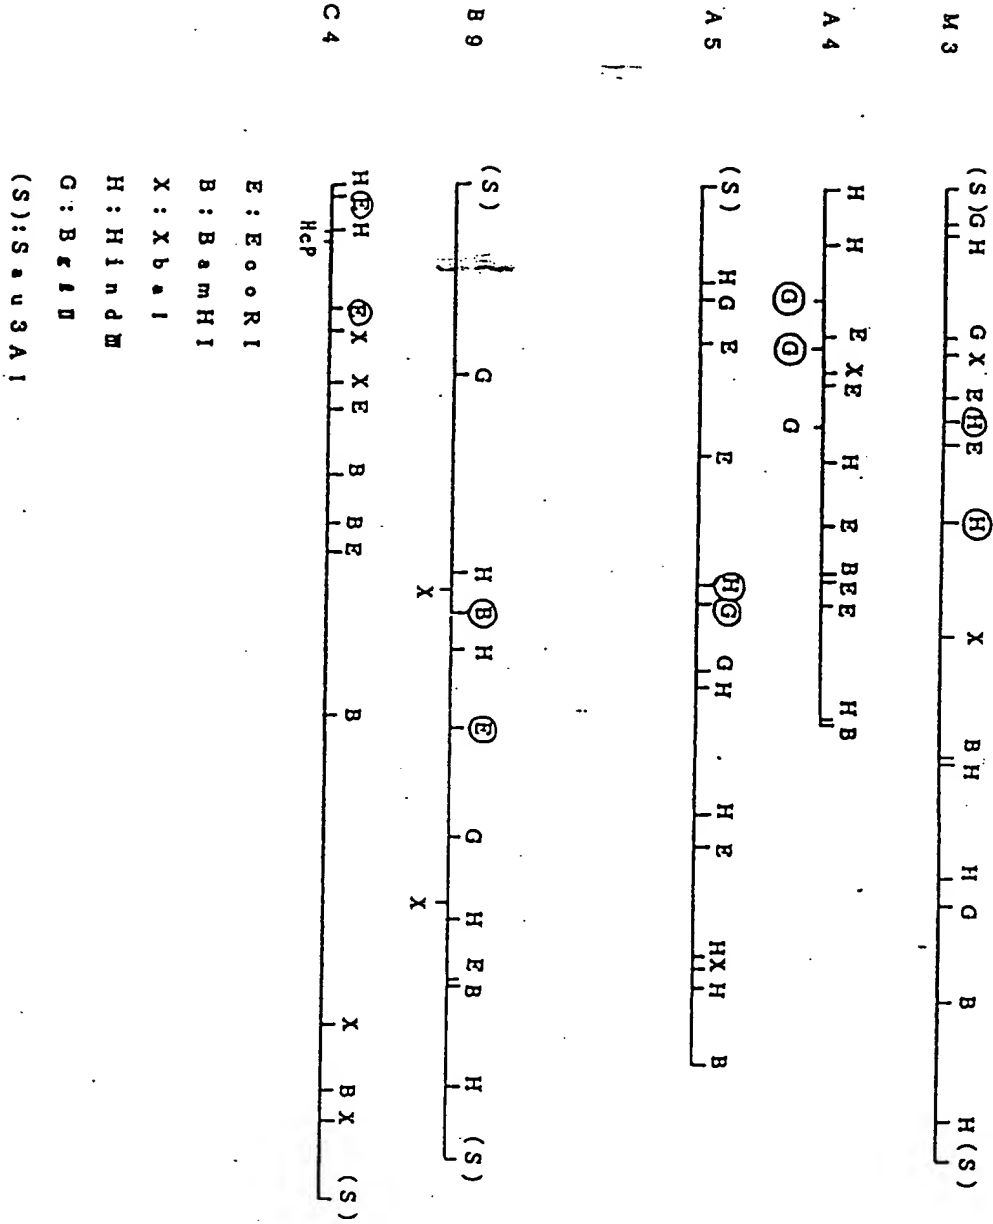 M3 (S) G H G X E H E H X B H H G B H (S)
A4 H H E X E H E B E E H B
G G G
A5 (S) H G E E H G G H H E H X H B
B9 (S) G H B H E G H E B H (S)
X X
C4 H E H E X X E B B E B X B X (S)
HcP
E : EcoRI
B : BamHI
X : XbaI
H : HindⅢ
G : BglⅡ
(S) : Sau3AI